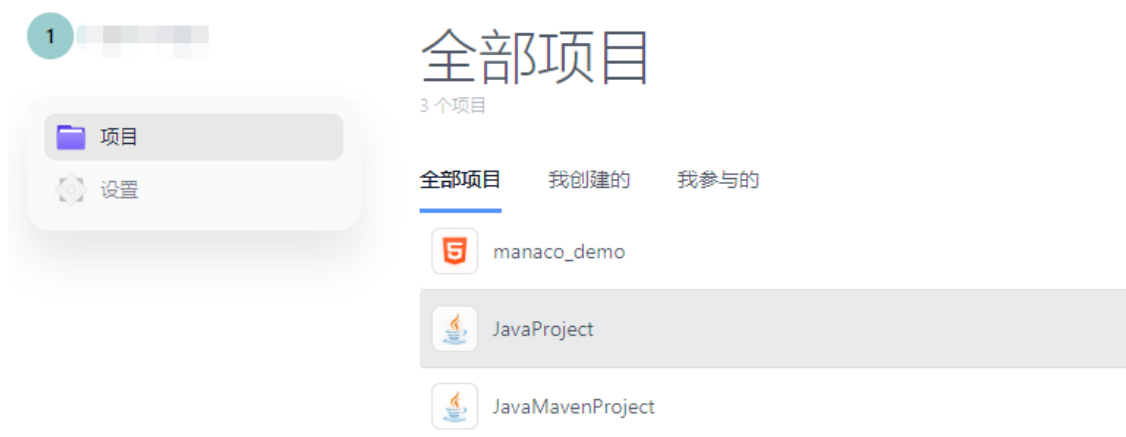 1
项目
设置
全部项目
3 个项目
全部项目 我创建的 我参与的
manaco_demo
JavaProject
JavaMavenProject